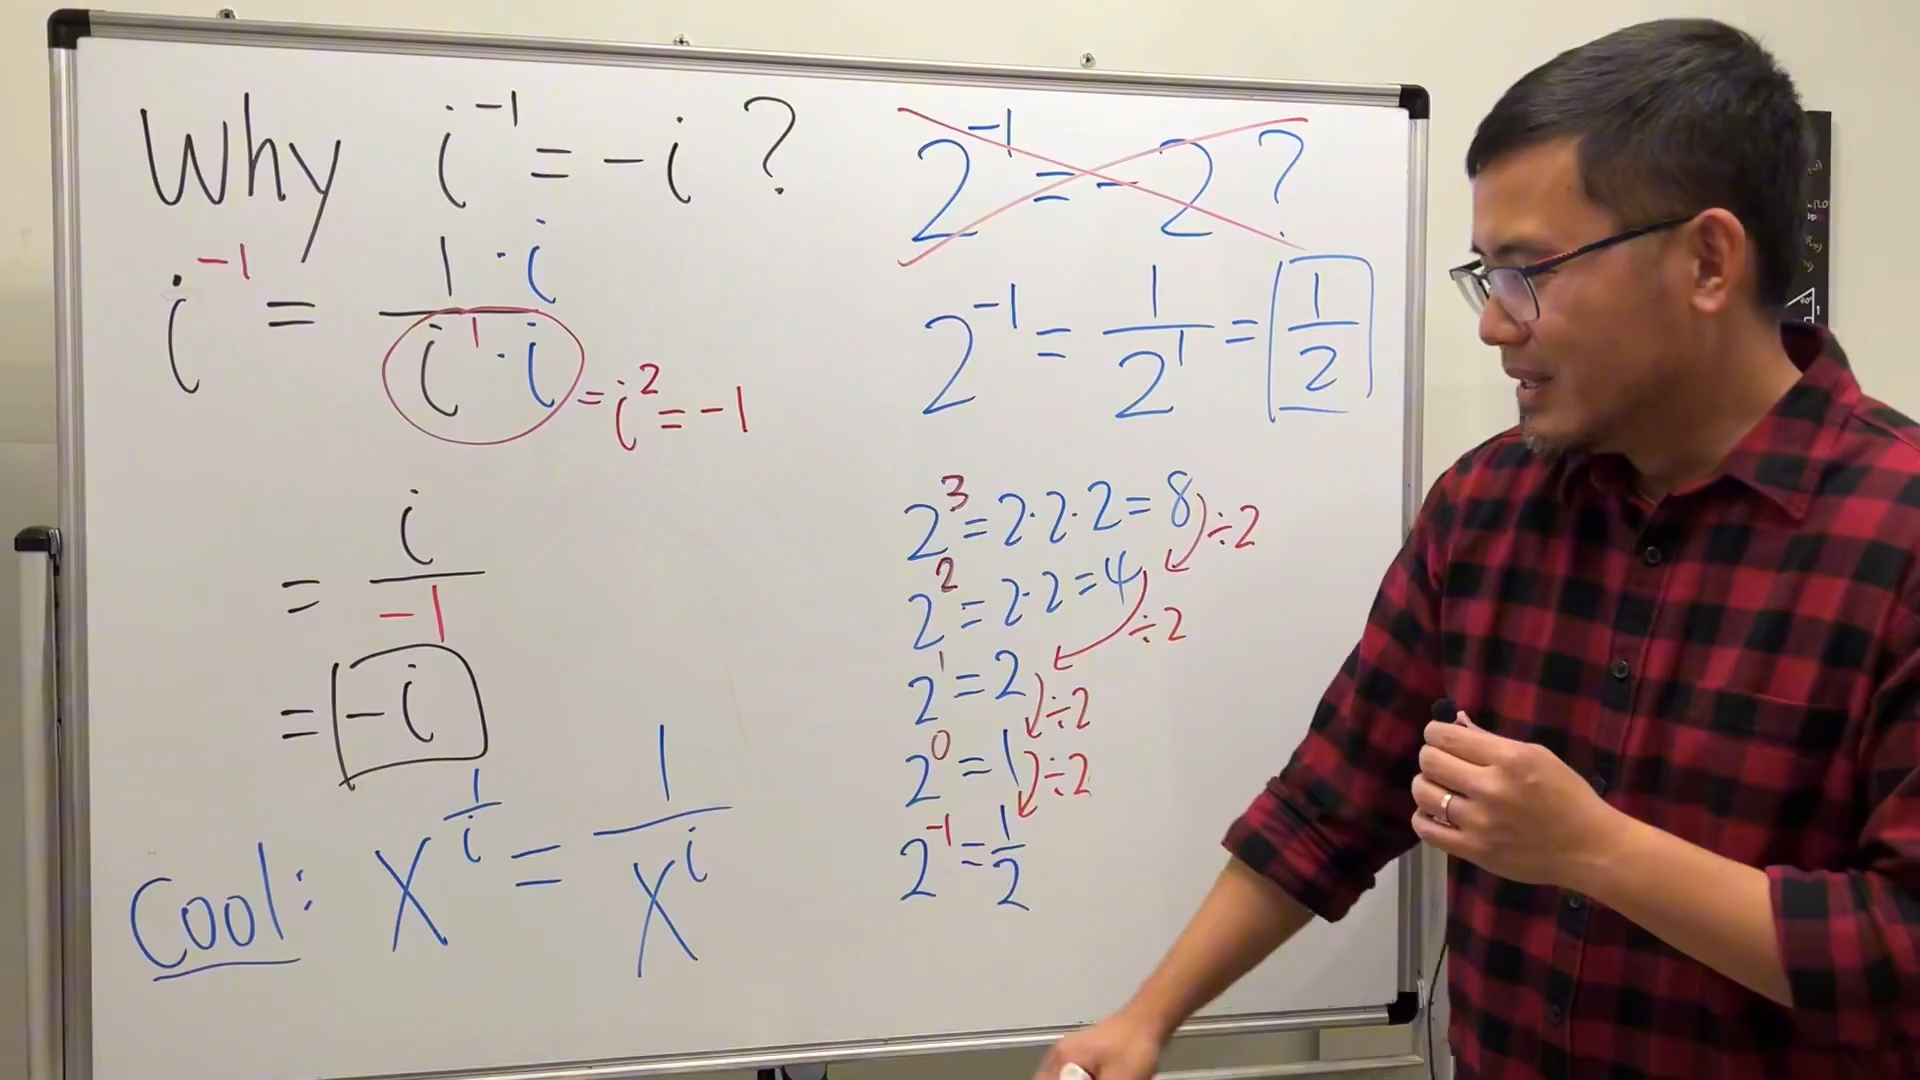 Why i⁻¹ = -i ?
i⁻¹ = (1 · i)/(i¹ · i) = i² = -1
= i/-1
= -i
Cool: x^(1/i) = 1/x^i
2⁻¹ = -2 ?
2⁻¹ = 1/2¹ = 1/2
2³ = 2·2·2 = 8 ÷2
2² = 2·2 = 4 ÷2
2¹ = 2 ÷2
2⁰ = 1 ÷2
2⁻¹ = 1/2